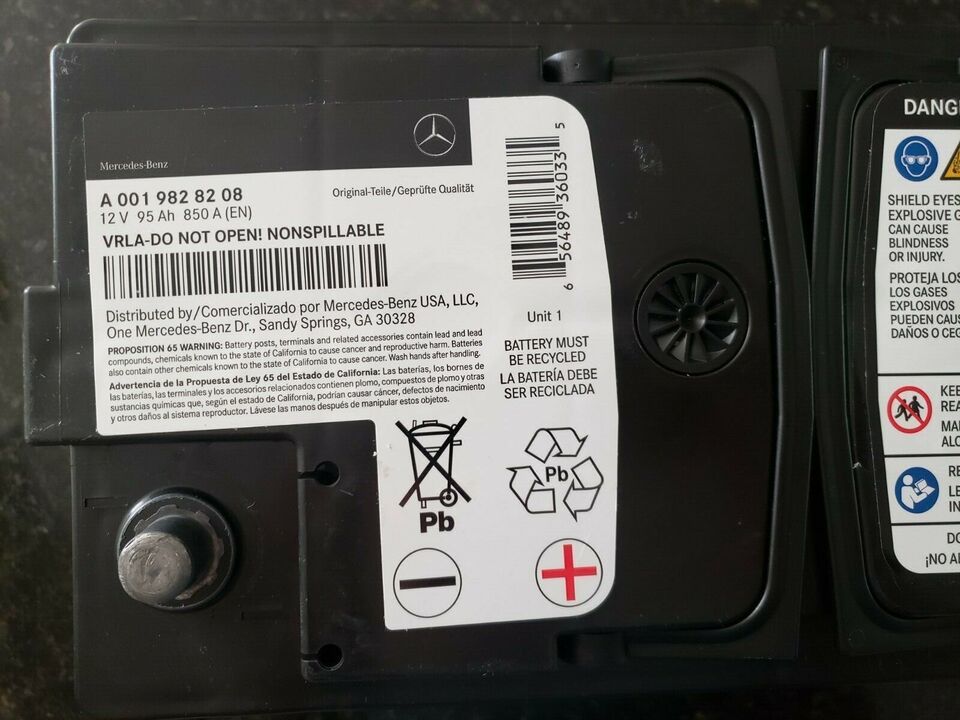 Mercedes-Benz
A 001 982 8 2 08
12 V 95 Ah 850 A (EN)
Original-Teile/Geprüfte Qualität
VRLA-DO NOT OPEN! NONSPILLABLE
Distributed by/Comercializado por Mercedes-Benz USA, LLC,
One Mercedes-Benz Dr., Sandy Springs, GA 30328
PROPOSITION 65 WARNING: Battery posts, terminals and related accessories contain lead and lead
compounds, chemicals known to the state of California to cause cancer and reproductive harm. Batteries
also contain other chemicals known to the state of California to cause cancer. Wash hands after handling.
Advertencia de la Propuesta de Ley 65 del Estado de California: Las baterías, los bornes de
las baterías, las terminales y los accesorios relacionados contienen plomo, compuestos de plomo y otras
sustancias químicas que, según el estado de California, podrían causar cáncer, defectos de nacimiento
y otros daños al sistema reproductor. Lávese las manos después de manipular estos objetos.
6 56489 36033 5
Unit 1
BATTERY MUST
BE RECYCLED
LA BATERÍA DEBE
SER RECICLADA
Pb
Pb
DANG
SHIELD EYES
EXPLOSIVE G
CAN CAUSE
BLINDNESS
OR INJURY.
PROTEJA LOS
LOS GASES
EXPLOSIVOS
PUEDEN CAUS
DAÑOS O CEG
KEE
REA
MA
ALC
RE
LE
IN
DO
¡NO A